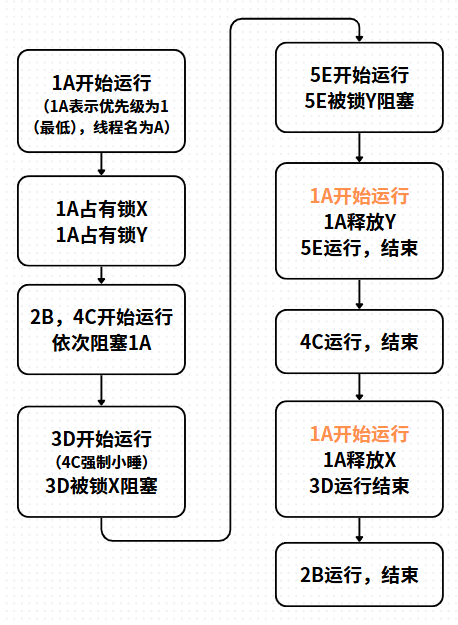 1A开始运行
（1A表示优先级为1
（最低），线程名为A）
1A占有锁X
1A占有锁Y
2B，4C开始运行
依次阻塞1A
3D开始运行
（4C强制小睡）
3D被锁X阻塞
5E开始运行
5E被锁Y阻塞
1A开始运行
1A释放Y
5E运行，结束
4C运行，结束
1A开始运行
1A释放X
3D运行结束
2B运行，结束